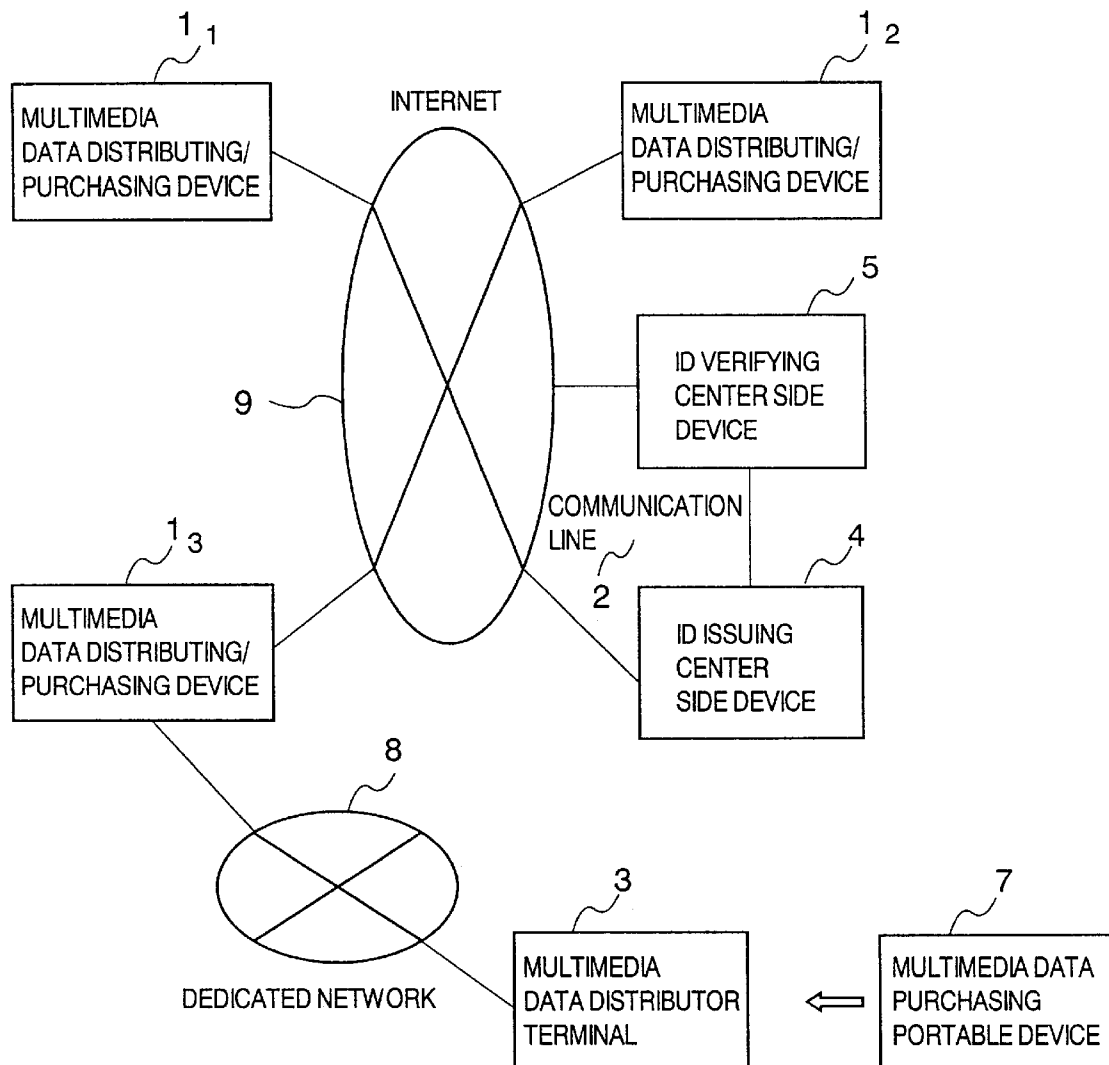 1 1
1 2
MULTIMEDIA
DATA DISTRIBUTING/
PURCHASING DEVICE
INTERNET
MULTIMEDIA
DATA DISTRIBUTING/
PURCHASING DEVICE
5
ID VERIFYING
CENTER SIDE
DEVICE
9
COMMUNICATION
LINE
2
4
1 3
MULTIMEDIA
DATA DISTRIBUTING/
PURCHASING DEVICE
ID ISSUING
CENTER
SIDE DEVICE
8
DEDICATED NETWORK
3
MULTIMEDIA
DATA DISTRIBUTOR
TERMINAL
7
MULTIMEDIA DATA
PURCHASING
PORTABLE DEVICE